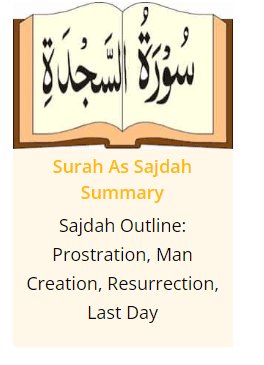 سُورَةُ السَّجْدَةِ
Surah As Sajdah
Summary
Sajdah Outline:
Prostration, Man
Creation, Resurrection,
Last Day